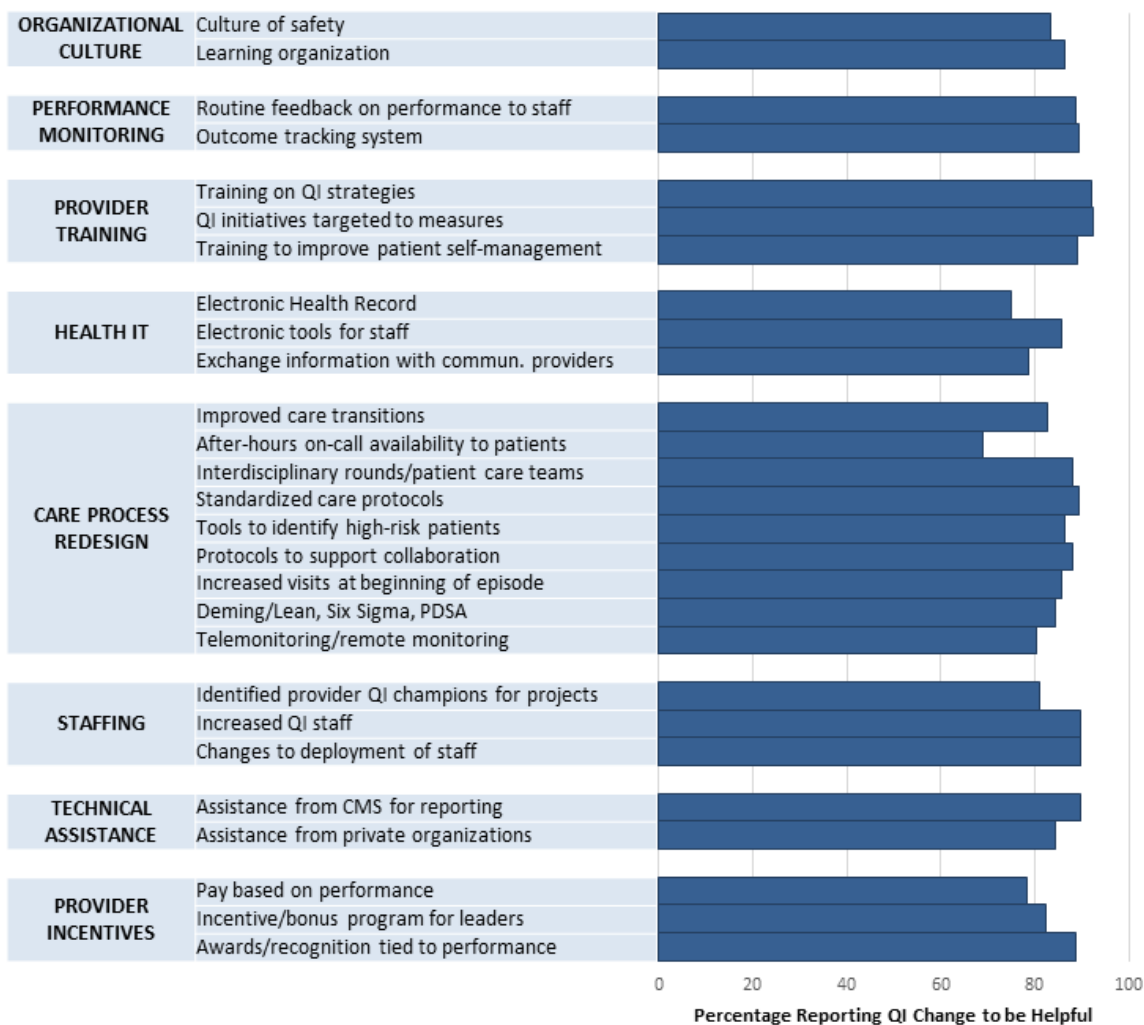 ORGANIZATIONAL
CULTURE
Culture of safety
Learning organization
PERFORMANCE
MONITORING
Routine feedback on performance to staff
Outcome tracking system
PROVIDER
TRAINING
Training on QI strategies
QI initiatives targeted to measures
Training to improve patient self-management
HEALTH IT
Electronic Health Record
Electronic tools for staff
Exchange information with commun. providers
CARE PROCESS
REDESIGN
Improved care transitions
After-hours on-call availability to patients
Interdisciplinary rounds/patient care teams
Standardized care protocols
Tools to identify high-risk patients
Protocols to support collaboration
Increased visits at beginning of episode
Deming/Lean, Six Sigma, PDSA
Telemonitoring/remote monitoring
STAFFING
Identified provider QI champions for projects
Increased QI staff
Changes to deployment of staff
TECHNICAL
ASSISTANCE
Assistance from CMS for reporting
Assistance from private organizations
PROVIDER
INCENTIVES
Pay based on performance
Incentive/bonus program for leaders
Awards/recognition tied to performance
0 20 40 60 80 100
Percentage Reporting QI Change to be Helpful